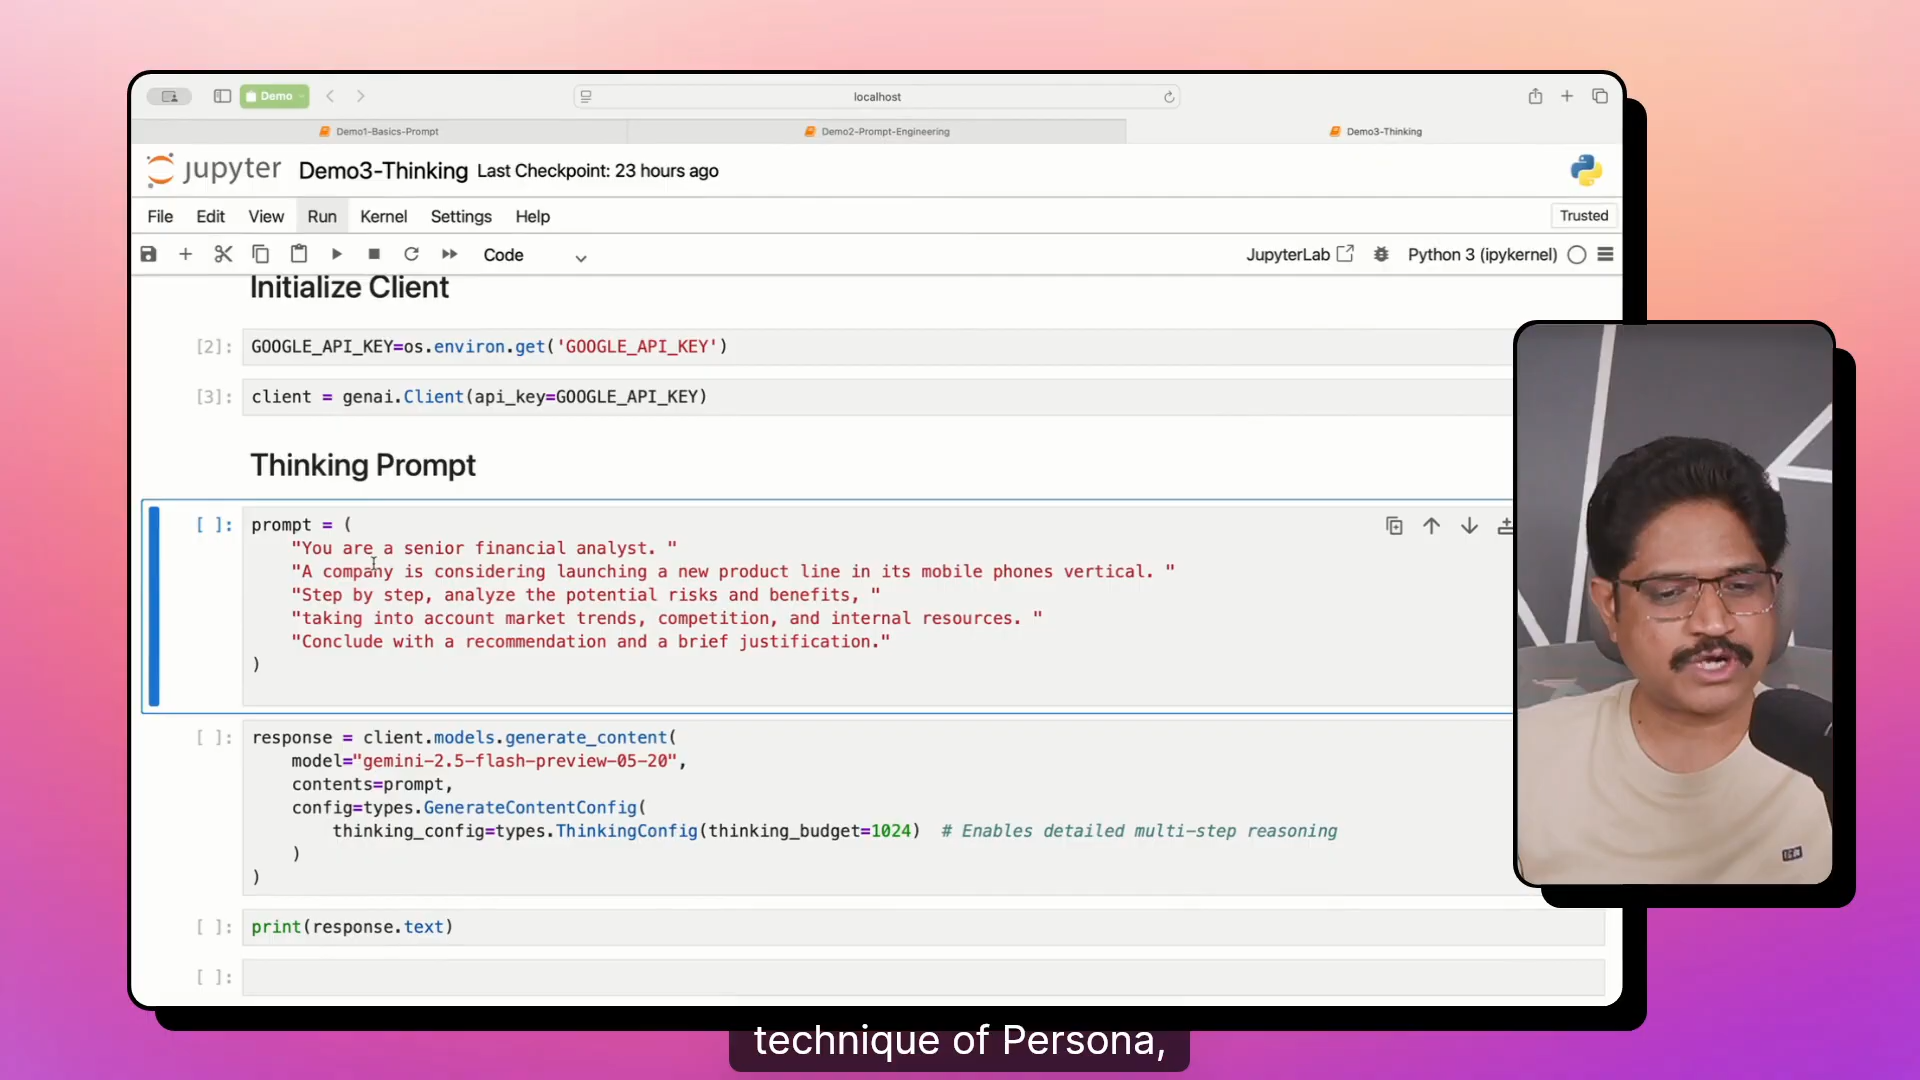 Demo
localhost
Demo1-Basics-Prompt
Demo2-Prompt-Engineering
Demo3-Thinking
jupyter Demo3-Thinking Last Checkpoint: 23 hours ago
File Edit View Run Kernel Settings Help
Trusted
Code
JupyterLab
Python 3 (ipykernel)
Initialize Client
[2]: GOOGLE_API_KEY=os.environ.get('GOOGLE_API_KEY')
[3]: client = genai.Client(api_key=GOOGLE_API_KEY)
Thinking Prompt
[ ]: prompt = (
"You are a senior financial analyst. "
"A company is considering launching a new product line in its mobile phones vertical. "
"Step by step, analyze the potential risks and benefits, "
"taking into account market trends, competition, and internal resources. "
"Conclude with a recommendation and a brief justification."
)
[ ]: response = client.models.generate_content(
model="gemini-2.5-flash-preview-05-20",
contents=prompt,
config=types.GenerateContentConfig(
thinking_config=types.ThinkingConfig(thinking_budget=1024)  # Enables detailed multi-step reasoning
)
)
[ ]: print(response.text)
[ ]:
technique of Persona,